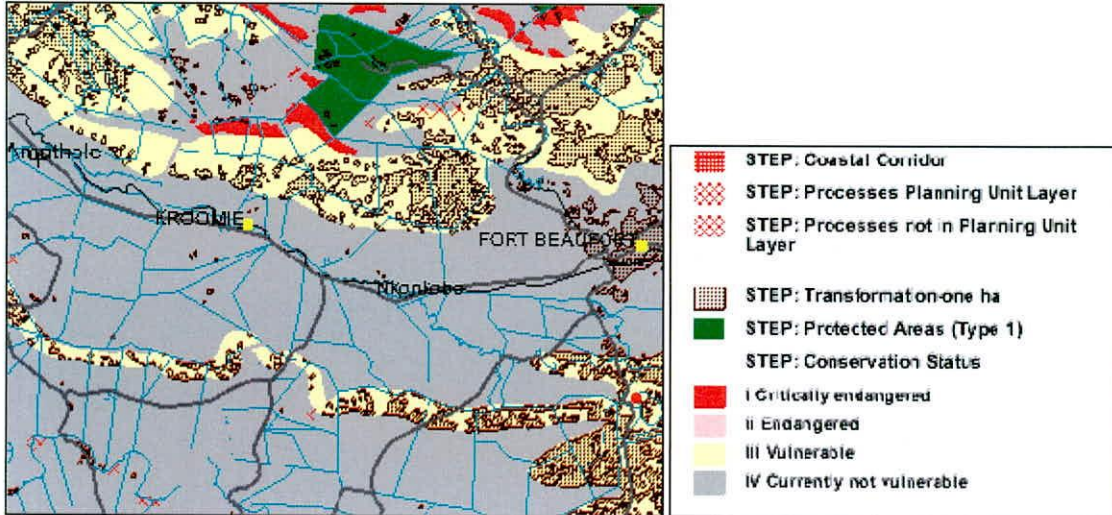 KROOMIE
FORT BEAUFORT
Nkonkobe
STEP: Coastal Corridor
STEP: Processes Planning Unit Layer
STEP: Processes not in Planning Unit
Layer
STEP: Transformation-one ha
STEP: Protected Areas (Type 1)
STEP: Conservation Status
I Critically endangered
ii Endangered
III Vulnerable
IV Currently not vulnerable